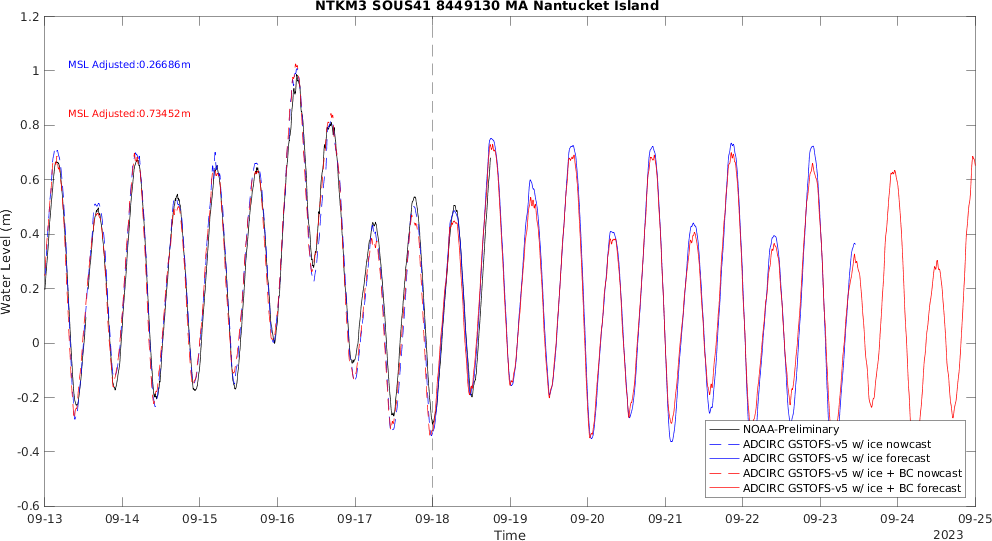 NTKM3 SOUS41 8449130 MA Nantucket Island
1.2
1
0.8
0.6
0.4
0.2
0
-0.2
-0.4
-0.6
Water Level (m)
MSL Adjusted:0.26686m
MSL Adjusted:0.73452m
NOAA-Preliminary
ADCIRC GSTOFS-v5 w/ ice nowcast
ADCIRC GSTOFS-v5 w/ ice forecast
ADCIRC GSTOFS-v5 w/ ice + BC nowcast
ADCIRC GSTOFS-v5 w/ ice + BC forecast
09-13 09-14 09-15 09-16 09-17 09-18 09-19 09-20 09-21 09-22 09-23 09-24 09-25
Time
2023